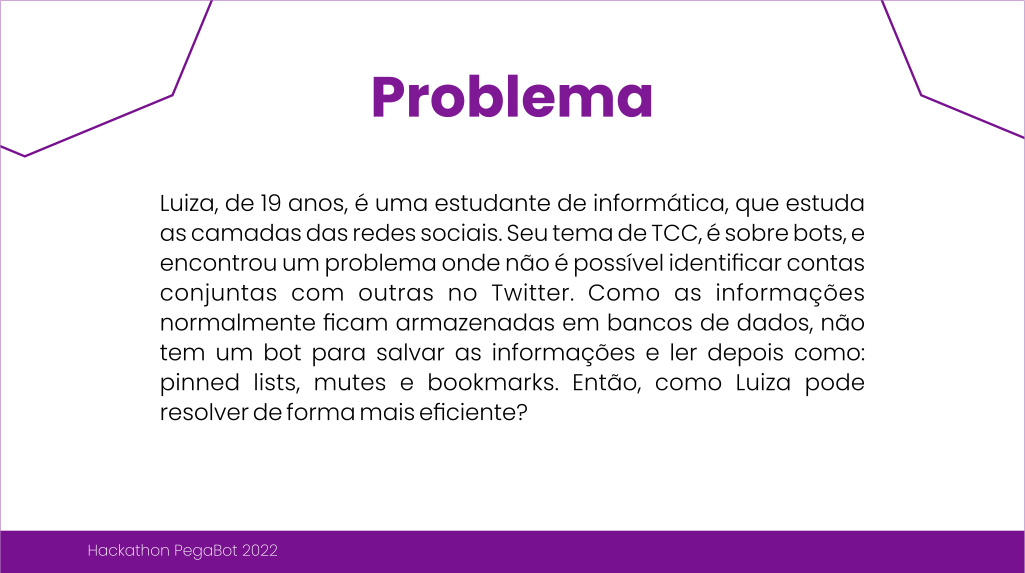 Problema
Luiza, de 19 anos, é uma estudante de informática, que estuda
as camadas das redes sociais. Seu tema de TCC, é sobre bots, e
encontrou um problema onde não é possível identificar contas
conjuntas com outras no Twitter. Como as informações
normalmente ficam armazenadas em bancos de dados, não
tem um bot para salvar as informações e ler depois como:
pinned lists, mutes e bookmarks. Então, como Luiza pode
resolver de forma mais eficiente?
Hackathon PegaBot 2022